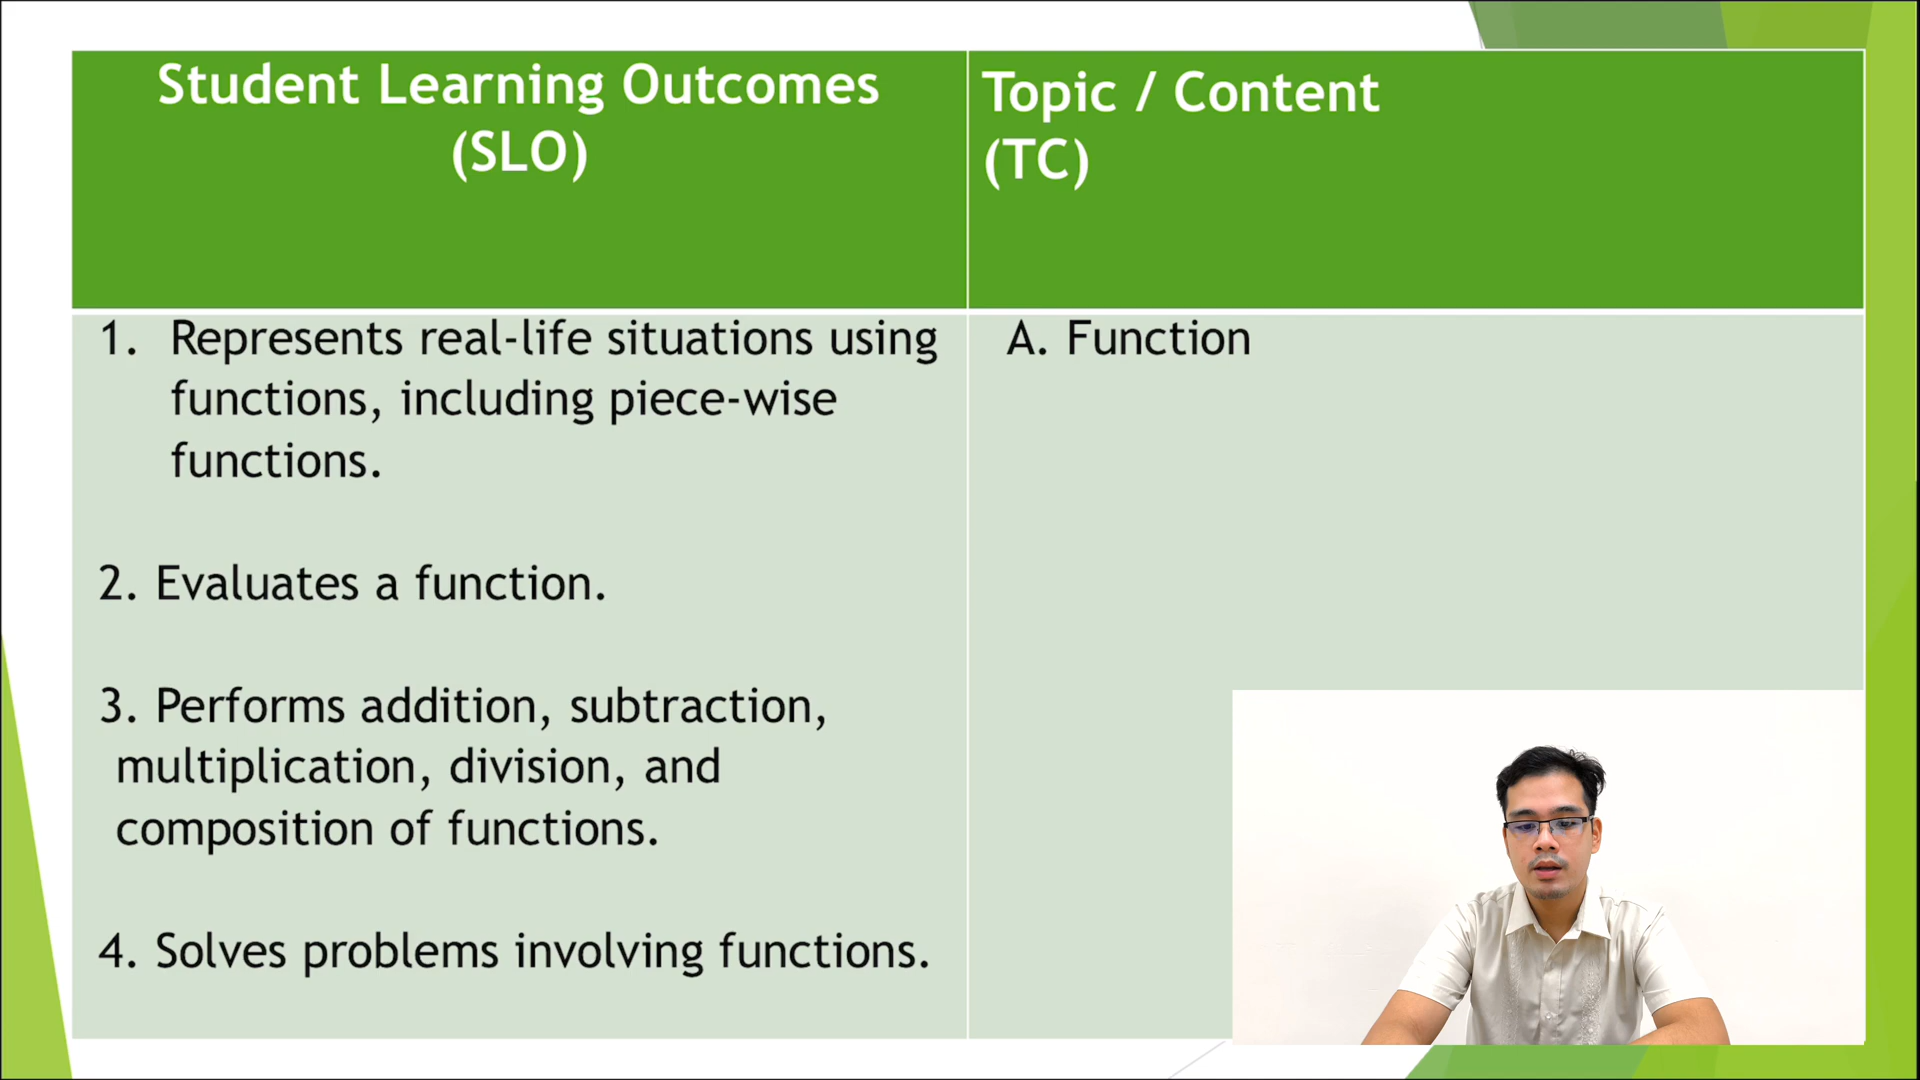 Student Learning Outcomes
(SLO)
Topic / Content
(TC)
1. Represents real-life situations using
functions, including piece-wise
functions.
2. Evaluates a function.
3. Performs addition, subtraction,
multiplication, division, and
composition of functions.
4. Solves problems involving functions.
A. Function